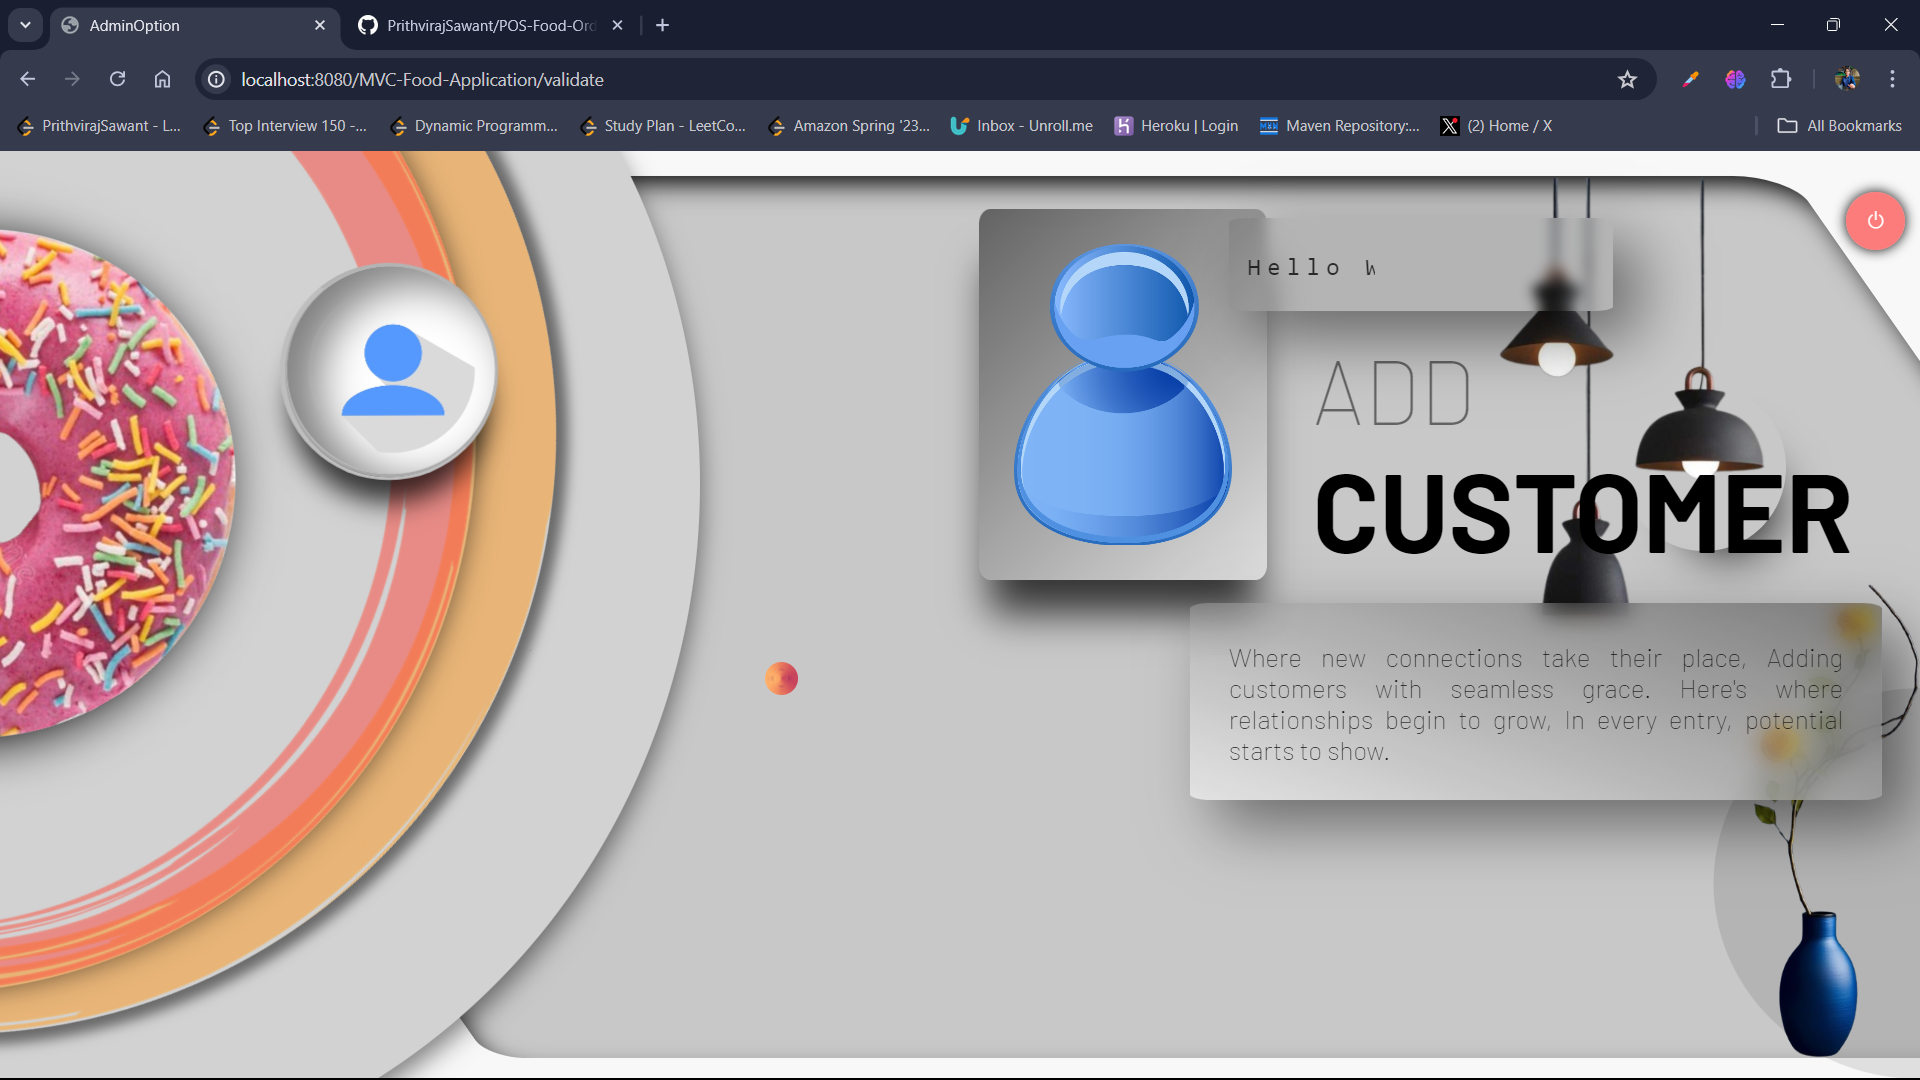 AdminOption
PrithvirajSawant/POS-Food-Ord
localhost:8080/MVC-Food-Application/validate
PrithvirajSawant - L...
Top Interview 150 -...
Dynamic Programm...
Study Plan - LeetCo...
Amazon Spring '23...
Inbox - Unroll.me
Heroku | Login
Maven Repository:...
(2) Home / X
All Bookmarks
Hello W
ADD
CUSTOMER
Where new connections take their place, Adding
customers with seamless grace. Here's where
relationships begin to grow, In every entry, potential
starts to show.